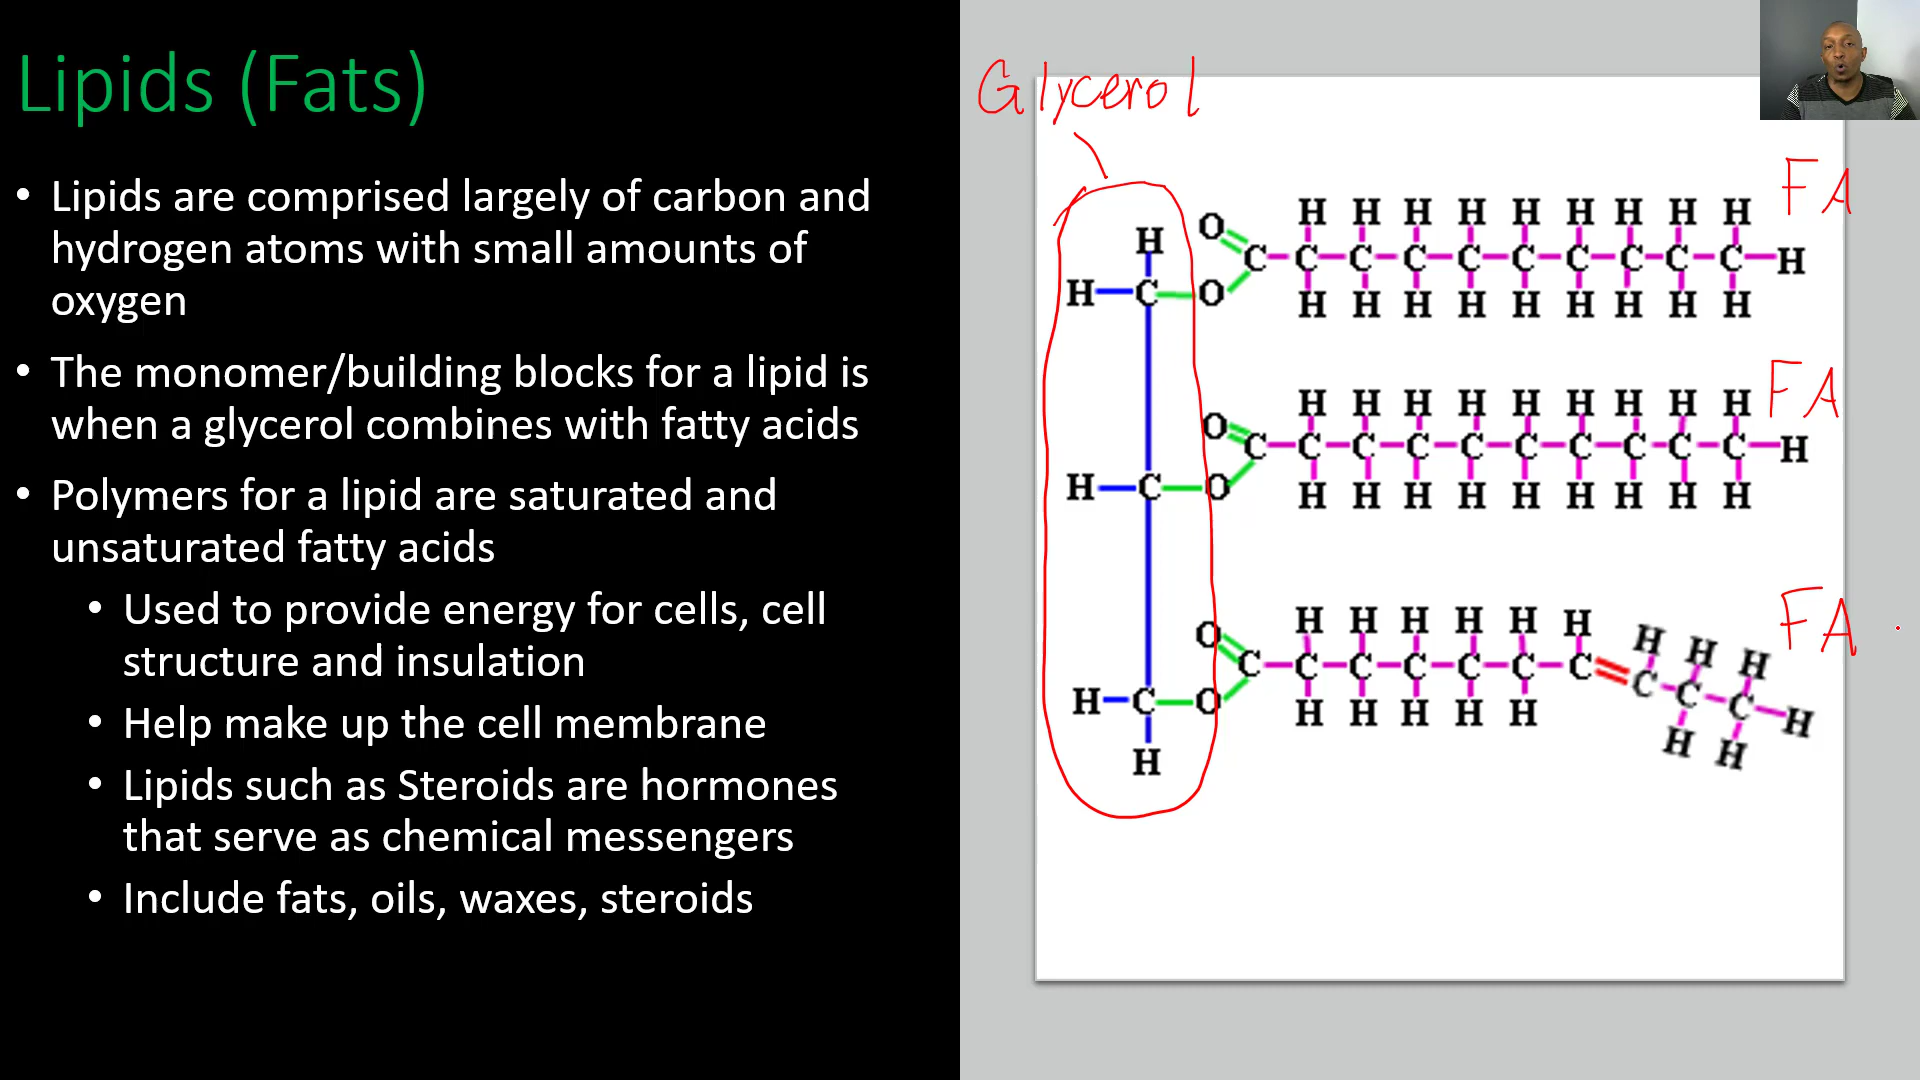 Lipids (Fats)
• Lipids are comprised largely of carbon and
hydrogen atoms with small amounts of
oxygen
• The monomer/building blocks for a lipid is
when a glycerol combines with fatty acids
• Polymers for a lipid are saturated and
unsaturated fatty acids
• Used to provide energy for cells, cell
structure and insulation
• Help make up the cell membrane
• Lipids such as Steroids are hormones
that serve as chemical messengers
• Include fats, oils, waxes, steroids
Glycerol
FA
H O H H H H H H H H H
H C O C C C C C C C C C C H
H H H H H H H H H
FA
O H H H H H H H H H
C C C C C C C C C C H
H C O H H H H H H H H H
FA
O H H H H H H H H H
C C C C C C C C C C H
H C O H H H H H H H
H